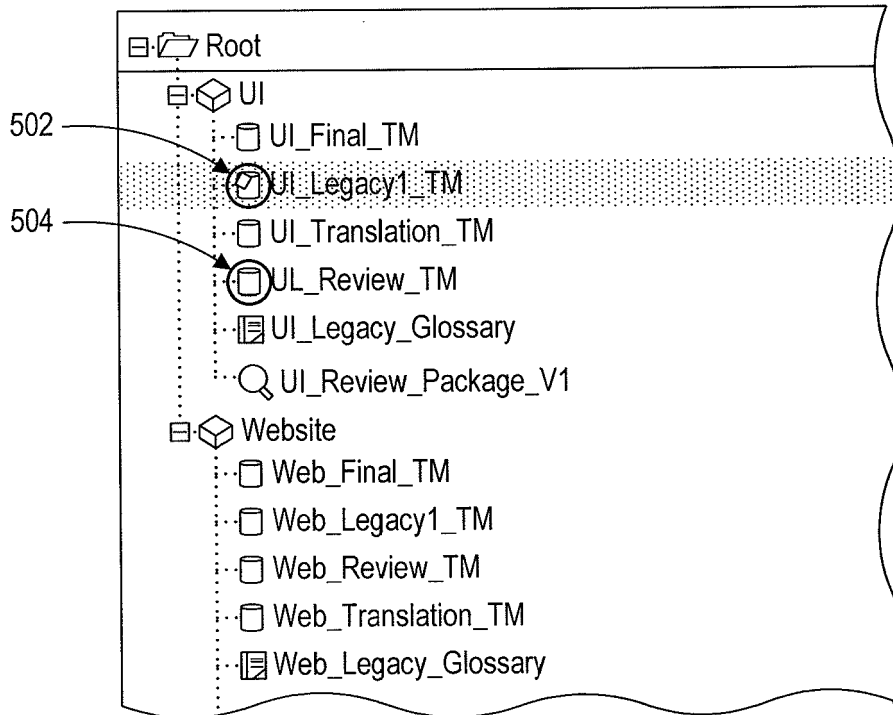 Root
UI
502
UI_Final_TM
UI_Legacy1_TM
504
UI_Translation_TM
UL_Review_TM
UI_Legacy_Glossary
UI_Review_Package_V1
Website
Web_Final_TM
Web_Legacy1_TM
Web_Review_TM
Web_Translation_TM
Web_Legacy_Glossary